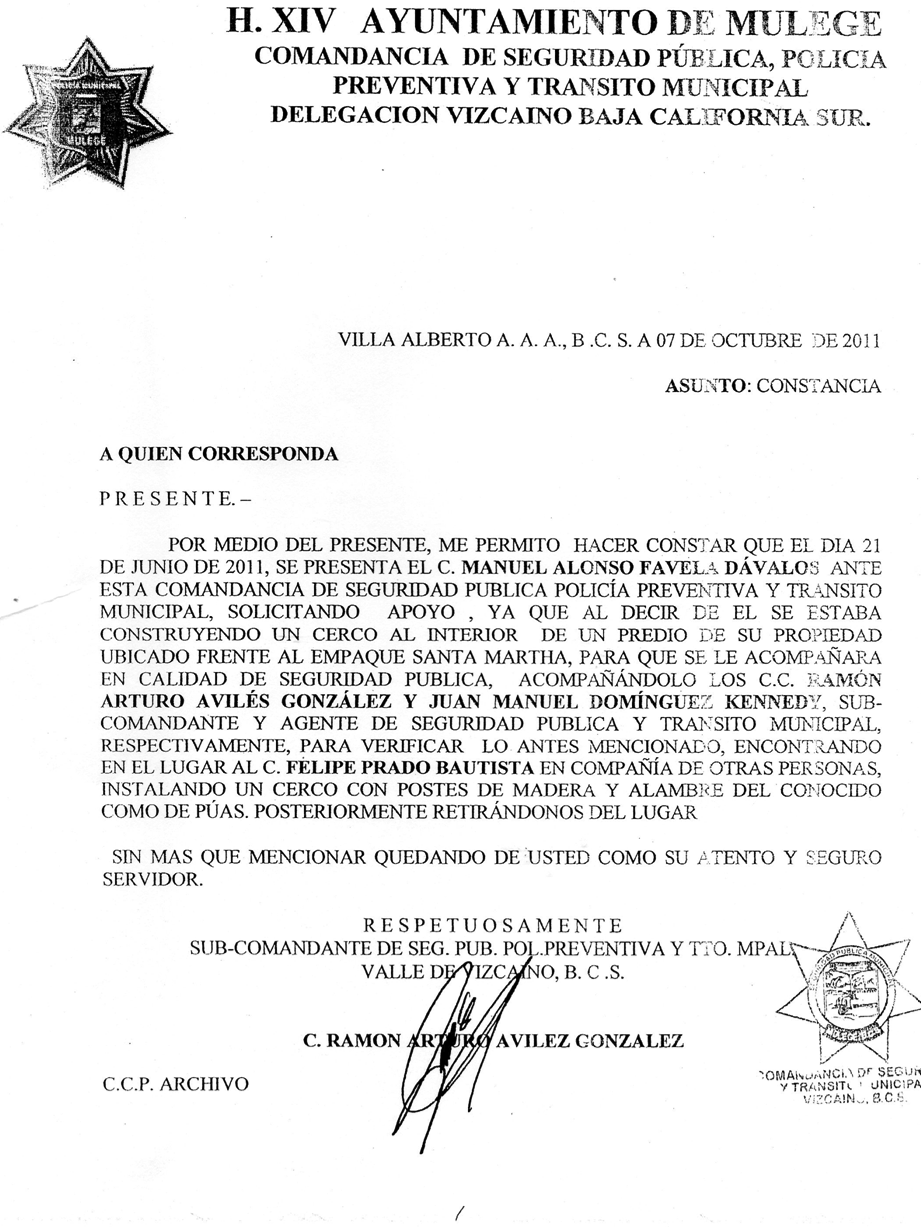 H. XIV AYUNTAMIENTO DE MULEGE
COMANDANCIA DE SEGURIDAD PÚBLICA, POLICIA
PREVENTIVA Y TRANSITO MUNICIPAL
DELEGACION VIZCAINO BAJA CALIFORNIA SUR.
POLICIA MUNICIPAL
MULEGE
VILLA ALBERTO A. A. A., B .C. S. A 07 DE OCTUBRE DE 2011
ASUNTO: CONSTANCIA
A QUIEN CORRESPONDA
P R E S E N T E. –
POR MEDIO DEL PRESENTE, ME PERMITO HACER CONSTAR QUE EL DIA 21
DE JUNIO DE 2011, SE PRESENTA EL C. MANUEL ALONSO FAVELA DÁVALOS ANTE
ESTA COMANDANCIA DE SEGURIDAD PUBLICA POLICÍA PREVENTIVA Y TRANSITO
MUNICIPAL, SOLICITANDO APOYO , YA QUE AL DECIR DE EL SE ESTABA
CONSTRUYENDO UN CERCO AL INTERIOR DE UN PREDIO DE SU PROPIEDAD
UBICADO FRENTE AL EMPAQUE SANTA MARTHA, PARA QUE SE LE ACOMPAÑARA
EN CALIDAD DE SEGURIDAD PUBLICA, ACOMPAÑÁNDOLO LOS C.C. RAMÓN
ARTURO AVILÉS GONZÁLEZ Y JUAN MANUEL DOMÍNGUEZ KENNEDY, SUB-
COMANDANTE Y AGENTE DE SEGURIDAD PUBLICA Y TRANSITO MUNICIPAL,
RESPECTIVAMENTE, PARA VERIFICAR LO ANTES MENCIONADO, ENCONTRANDO
EN EL LUGAR AL C. FELIPE PRADO BAUTISTA EN COMPAÑÍA DE OTRAS PERSONAS,
INSTALANDO UN CERCO CON POSTES DE MADERA Y ALAMBRE DEL CONOCIDO
COMO DE PÚAS. POSTERIORMENTE RETIRÁNDONOS DEL LUGAR
SIN MAS QUE MENCIONAR QUEDANDO DE USTED COMO SU ATENTO Y SEGURO
SERVIDOR.
R E S P E T U O S A M E N T E
SUB-COMANDANTE DE SEG. PUB. POL.PREVENTIVA Y TTO. MPAL
VALLE DE VIZCAÍNO, B. C .S.
C. RAMON ARTURO AVILEZ GONZALEZ
C.C.P. ARCHIVO
SEGURIDAD PUBLICA MUNICIPAL
COMANDANCIA DE SEGUR
Y TRANSITO MUNICIPA
VIZCAINO, B.C.S.